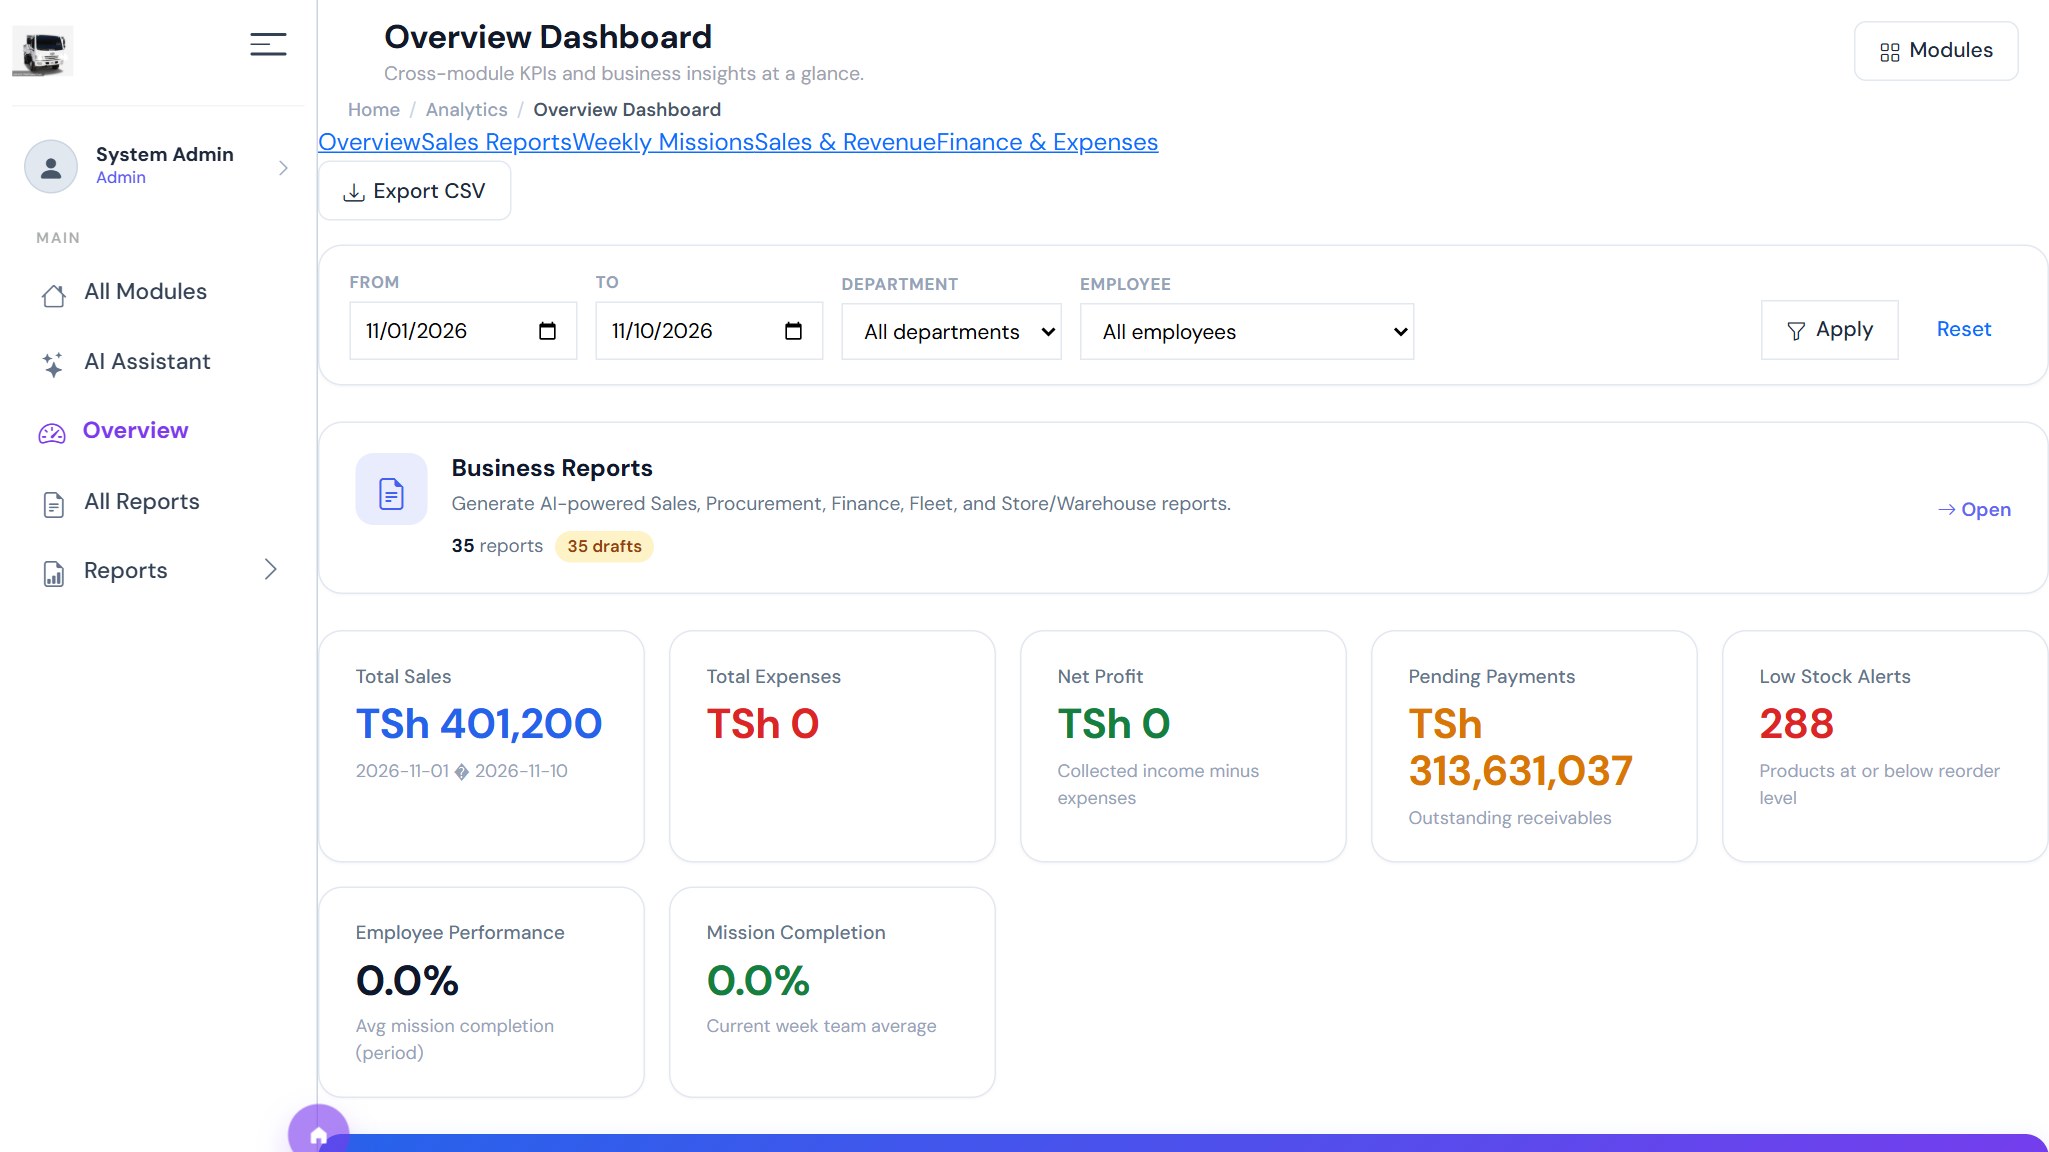 Overview Dashboard
Cross-module KPIs and business insights at a glance.
Modules
Home / Analytics / Overview Dashboard
OverviewSales ReportsWeekly MissionsSales & RevenueFinance & Expenses
Export CSV
System Admin
Admin
MAIN
All Modules
AI Assistant
Overview
All Reports
Reports
FROM
TO
DEPARTMENT
EMPLOYEE
11/01/2026
11/10/2026
All departments
All employees
Apply
Reset
Business Reports
Generate AI-powered Sales, Procurement, Finance, Fleet, and Store/Warehouse reports.
35 reports
35 drafts
Open
Total Sales
TSh 401,200
2026-11-01 � 2026-11-10
Total Expenses
TSh 0
Net Profit
TSh 0
Collected income minus
expenses
Pending Payments
TSh
313,631,037
Outstanding receivables
Low Stock Alerts
288
Products at or below reorder
level
Employee Performance
0.0%
Avg mission completion
(period)
Mission Completion
0.0%
Current week team average